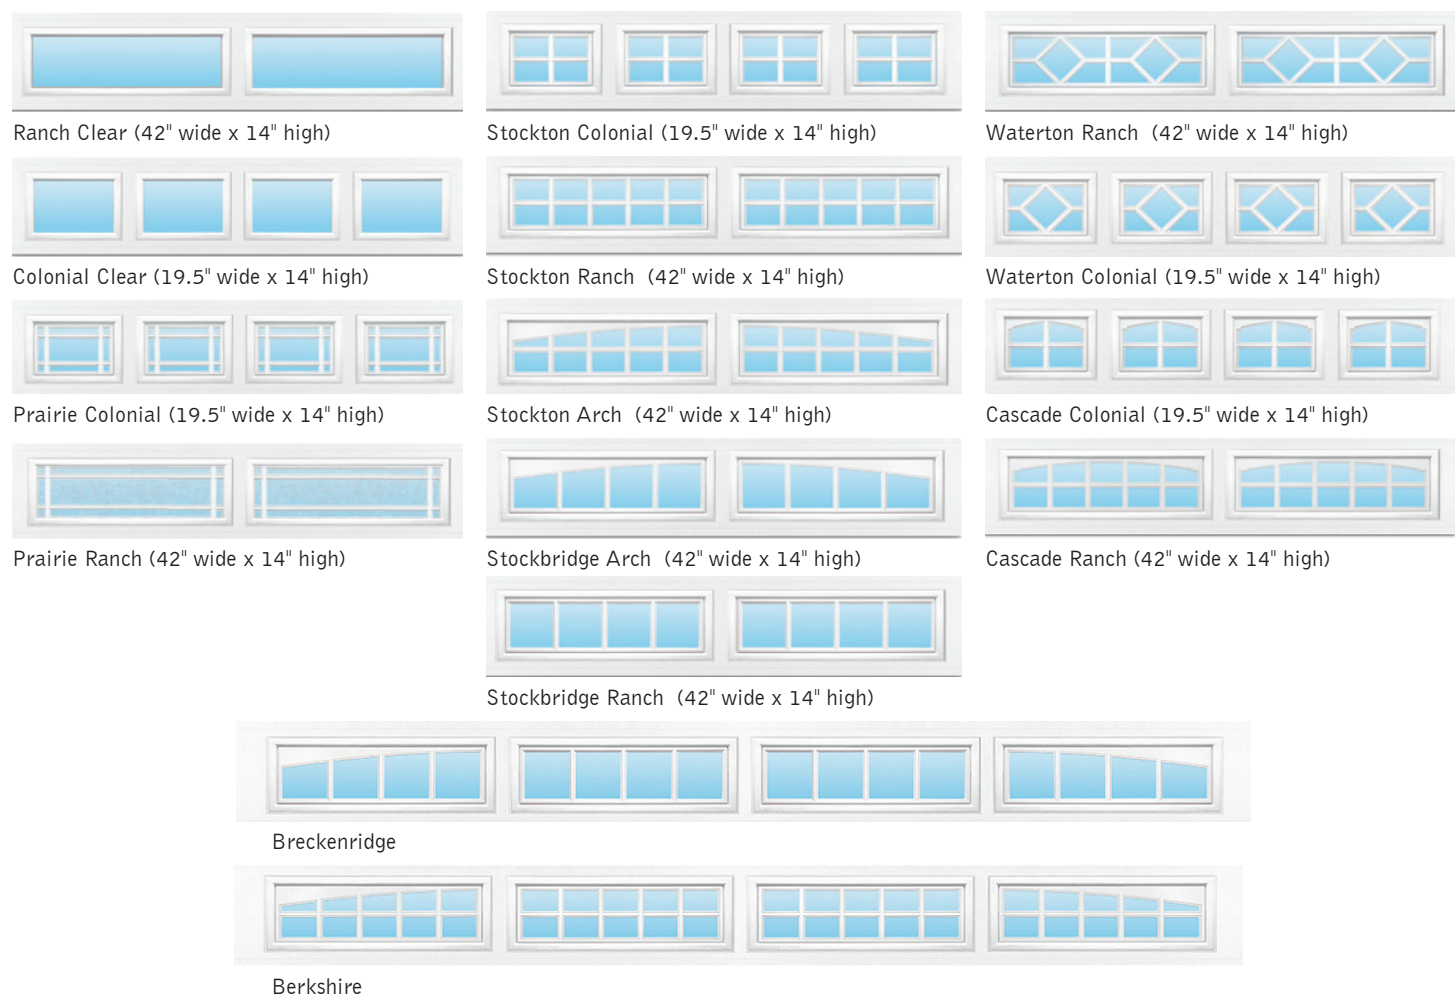 Ranch Clear (42" wide x 14" high)
Stockton Colonial (19.5" wide x 14" high)
Waterton Ranch (42" wide x 14" high)
Colonial Clear (19.5" wide x 14" high)
Stockton Ranch (42" wide x 14" high)
Waterton Colonial (19.5" wide x 14" high)
Prairie Colonial (19.5" wide x 14" high)
Stockton Arch (42" wide x 14" high)
Cascade Colonial (19.5" wide x 14" high)
Prairie Ranch (42" wide x 14" high)
Stockbridge Arch (42" wide x 14" high)
Cascade Ranch (42" wide x 14" high)
Stockbridge Ranch (42" wide x 14" high)
Breckenridge
Berkshire